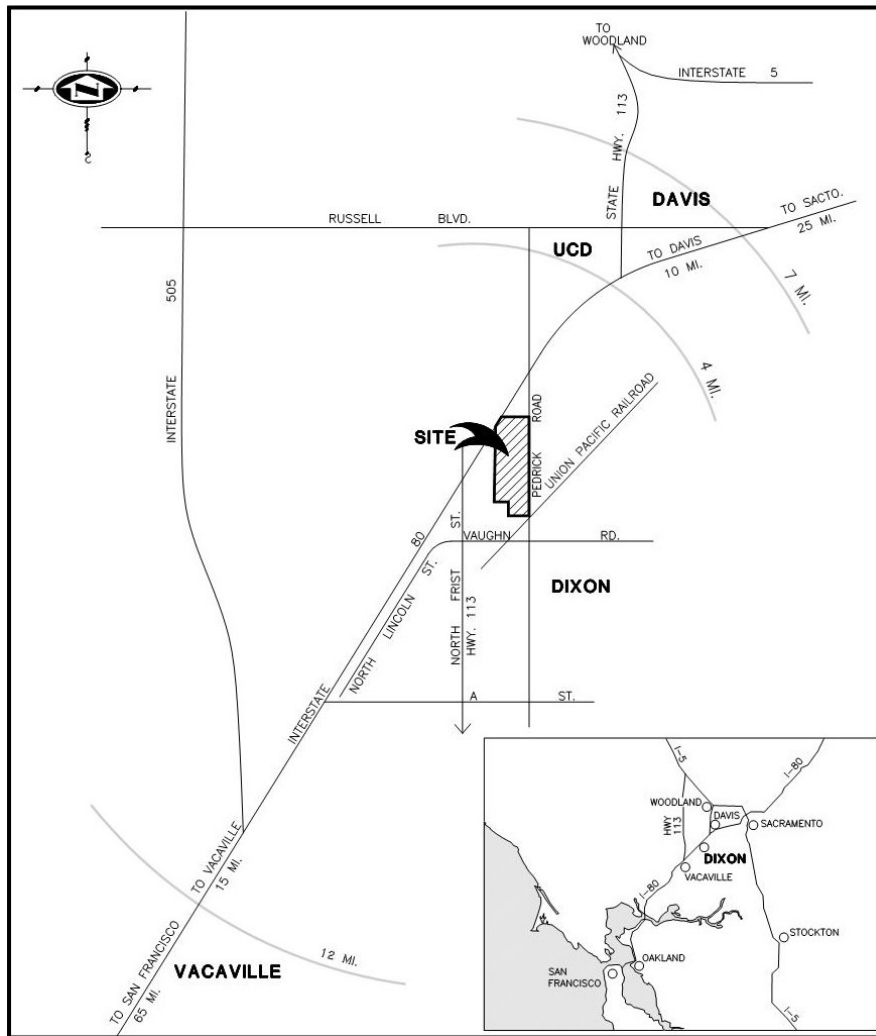 TO
WOODLAND
INTERSTATE 5
N
S
STATE HWY. 113
DAVIS
TO SACTO.
25 MI.
RUSSELL BLVD.
UCD
TO DAVIS
10 MI.
7 MI.
INTERSTATE 505
4 MI.
ROAD
PEDRICK
UNION PACIFIC RAILROAD
SITE
80
ST.
VAUGHN RD.
DIXON
NORTH FRIST
HWY. 113
NORTH LINCOLN ST.
INTERSTATE
A ST.
TO VACAVILLE
15 MI.
12 MI.
VACAVILLE
TO SAN FRANCISCO
65 MI.
I-5
I-80
WOODLAND
DAVIS
SACRAMENTO
HWY
113
DIXON
VACAVILLE
I-80
STOCKTON
OAKLAND
SAN
FRANCISCO
I-5